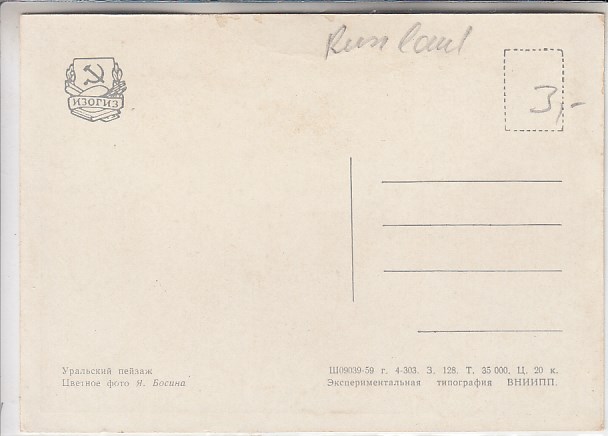 Russland
3,-
ИЗОГИЗ
Уральский пейзаж
Цветное фото Я. Босина
Ш09039-59 г. 4-303. З. 128. Т. 35 000, Ц. 20 к.
Экспериментальная типография ВНИИПП.